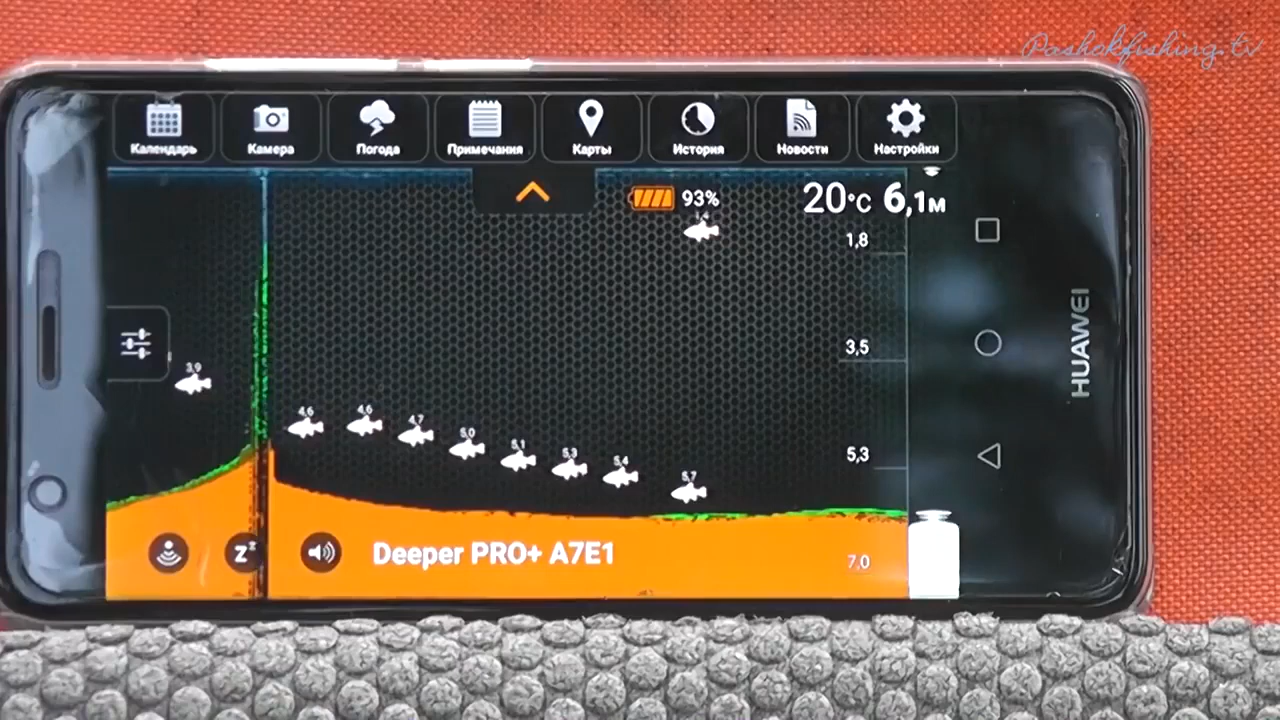 Pashokfishing.tv
Календарь
Камера
Погода
Примечания
Карты
История
Новости
Настройки
93%
20°C 6,1м
1,4
1,8
3,5
3,9
4,6
4,6
4,7
5,0
5,1
5,3
5,4
5,7
5,3
7,0
Z z
Deeper PRO+ A7E1
HUAWEI